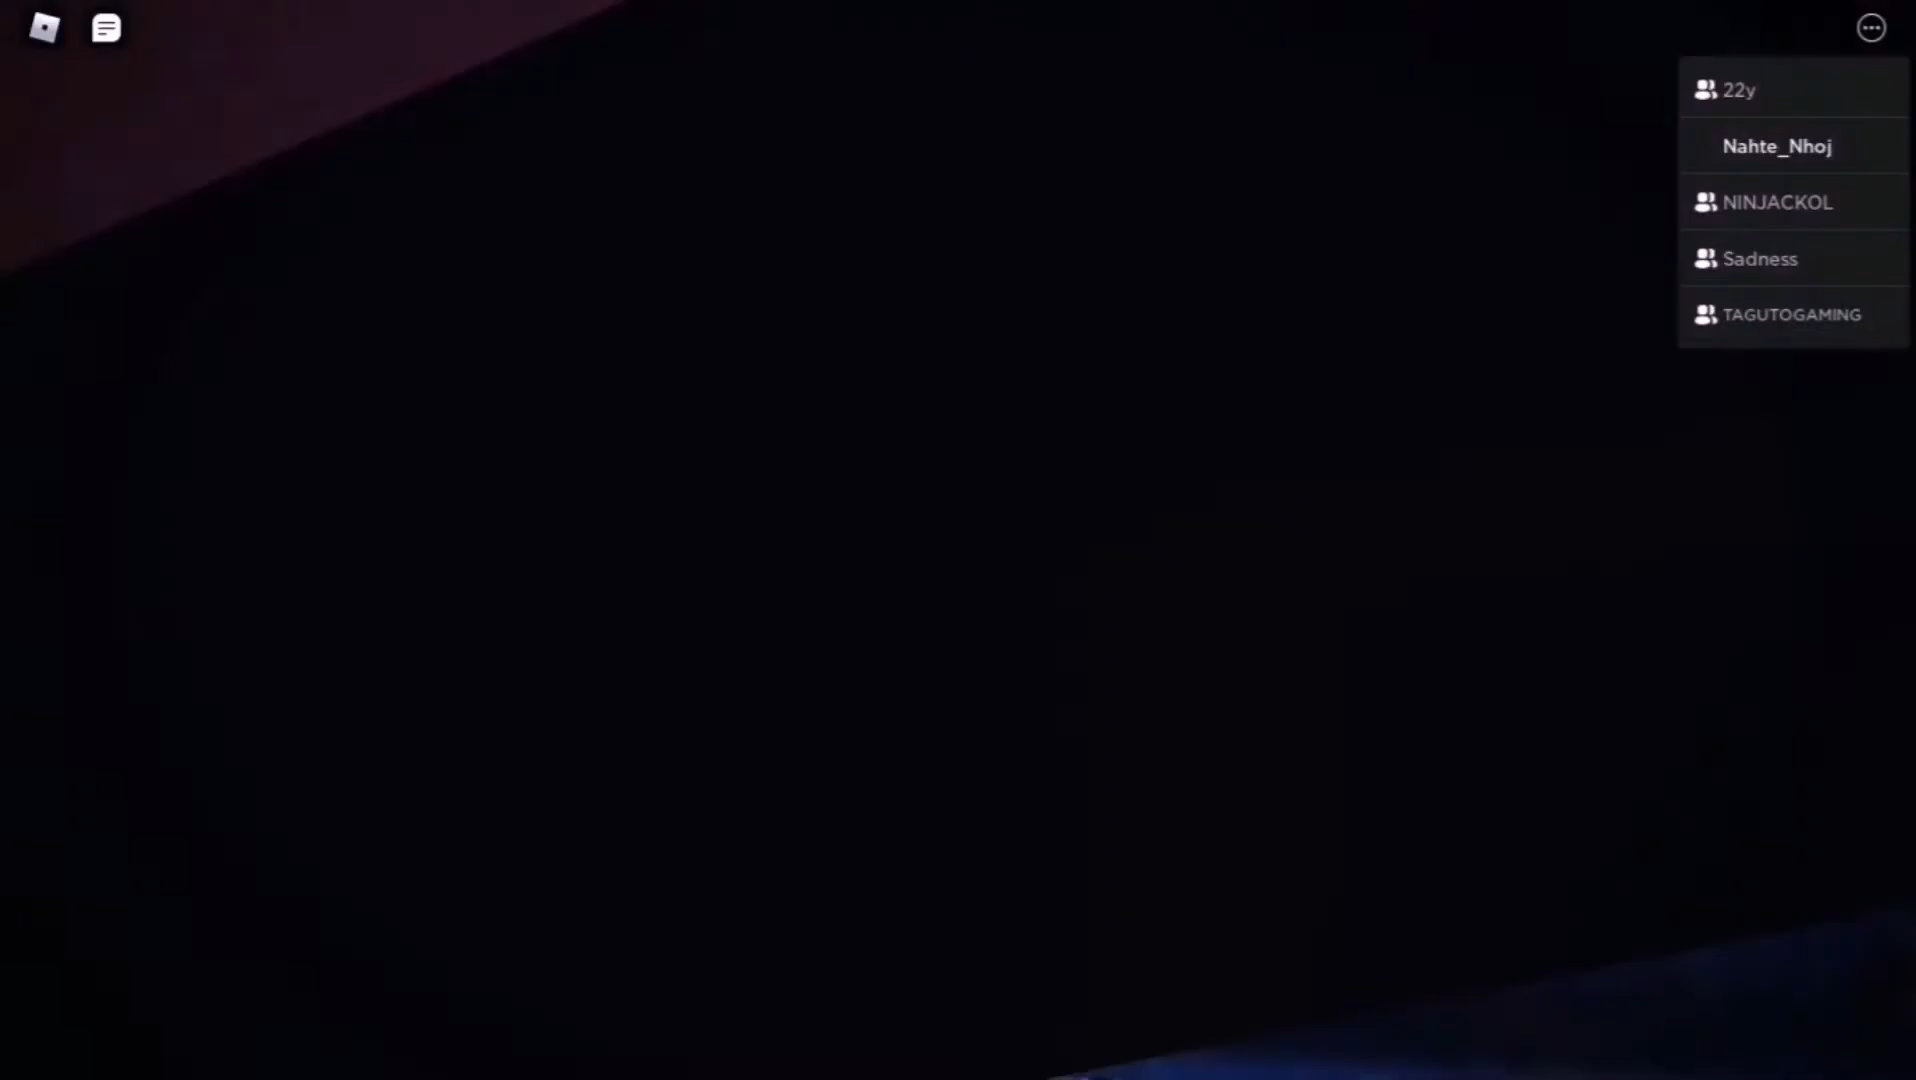 22y
Nahte_Nhoj
NINJACKOL
Sadness
TAGUTOGAMING